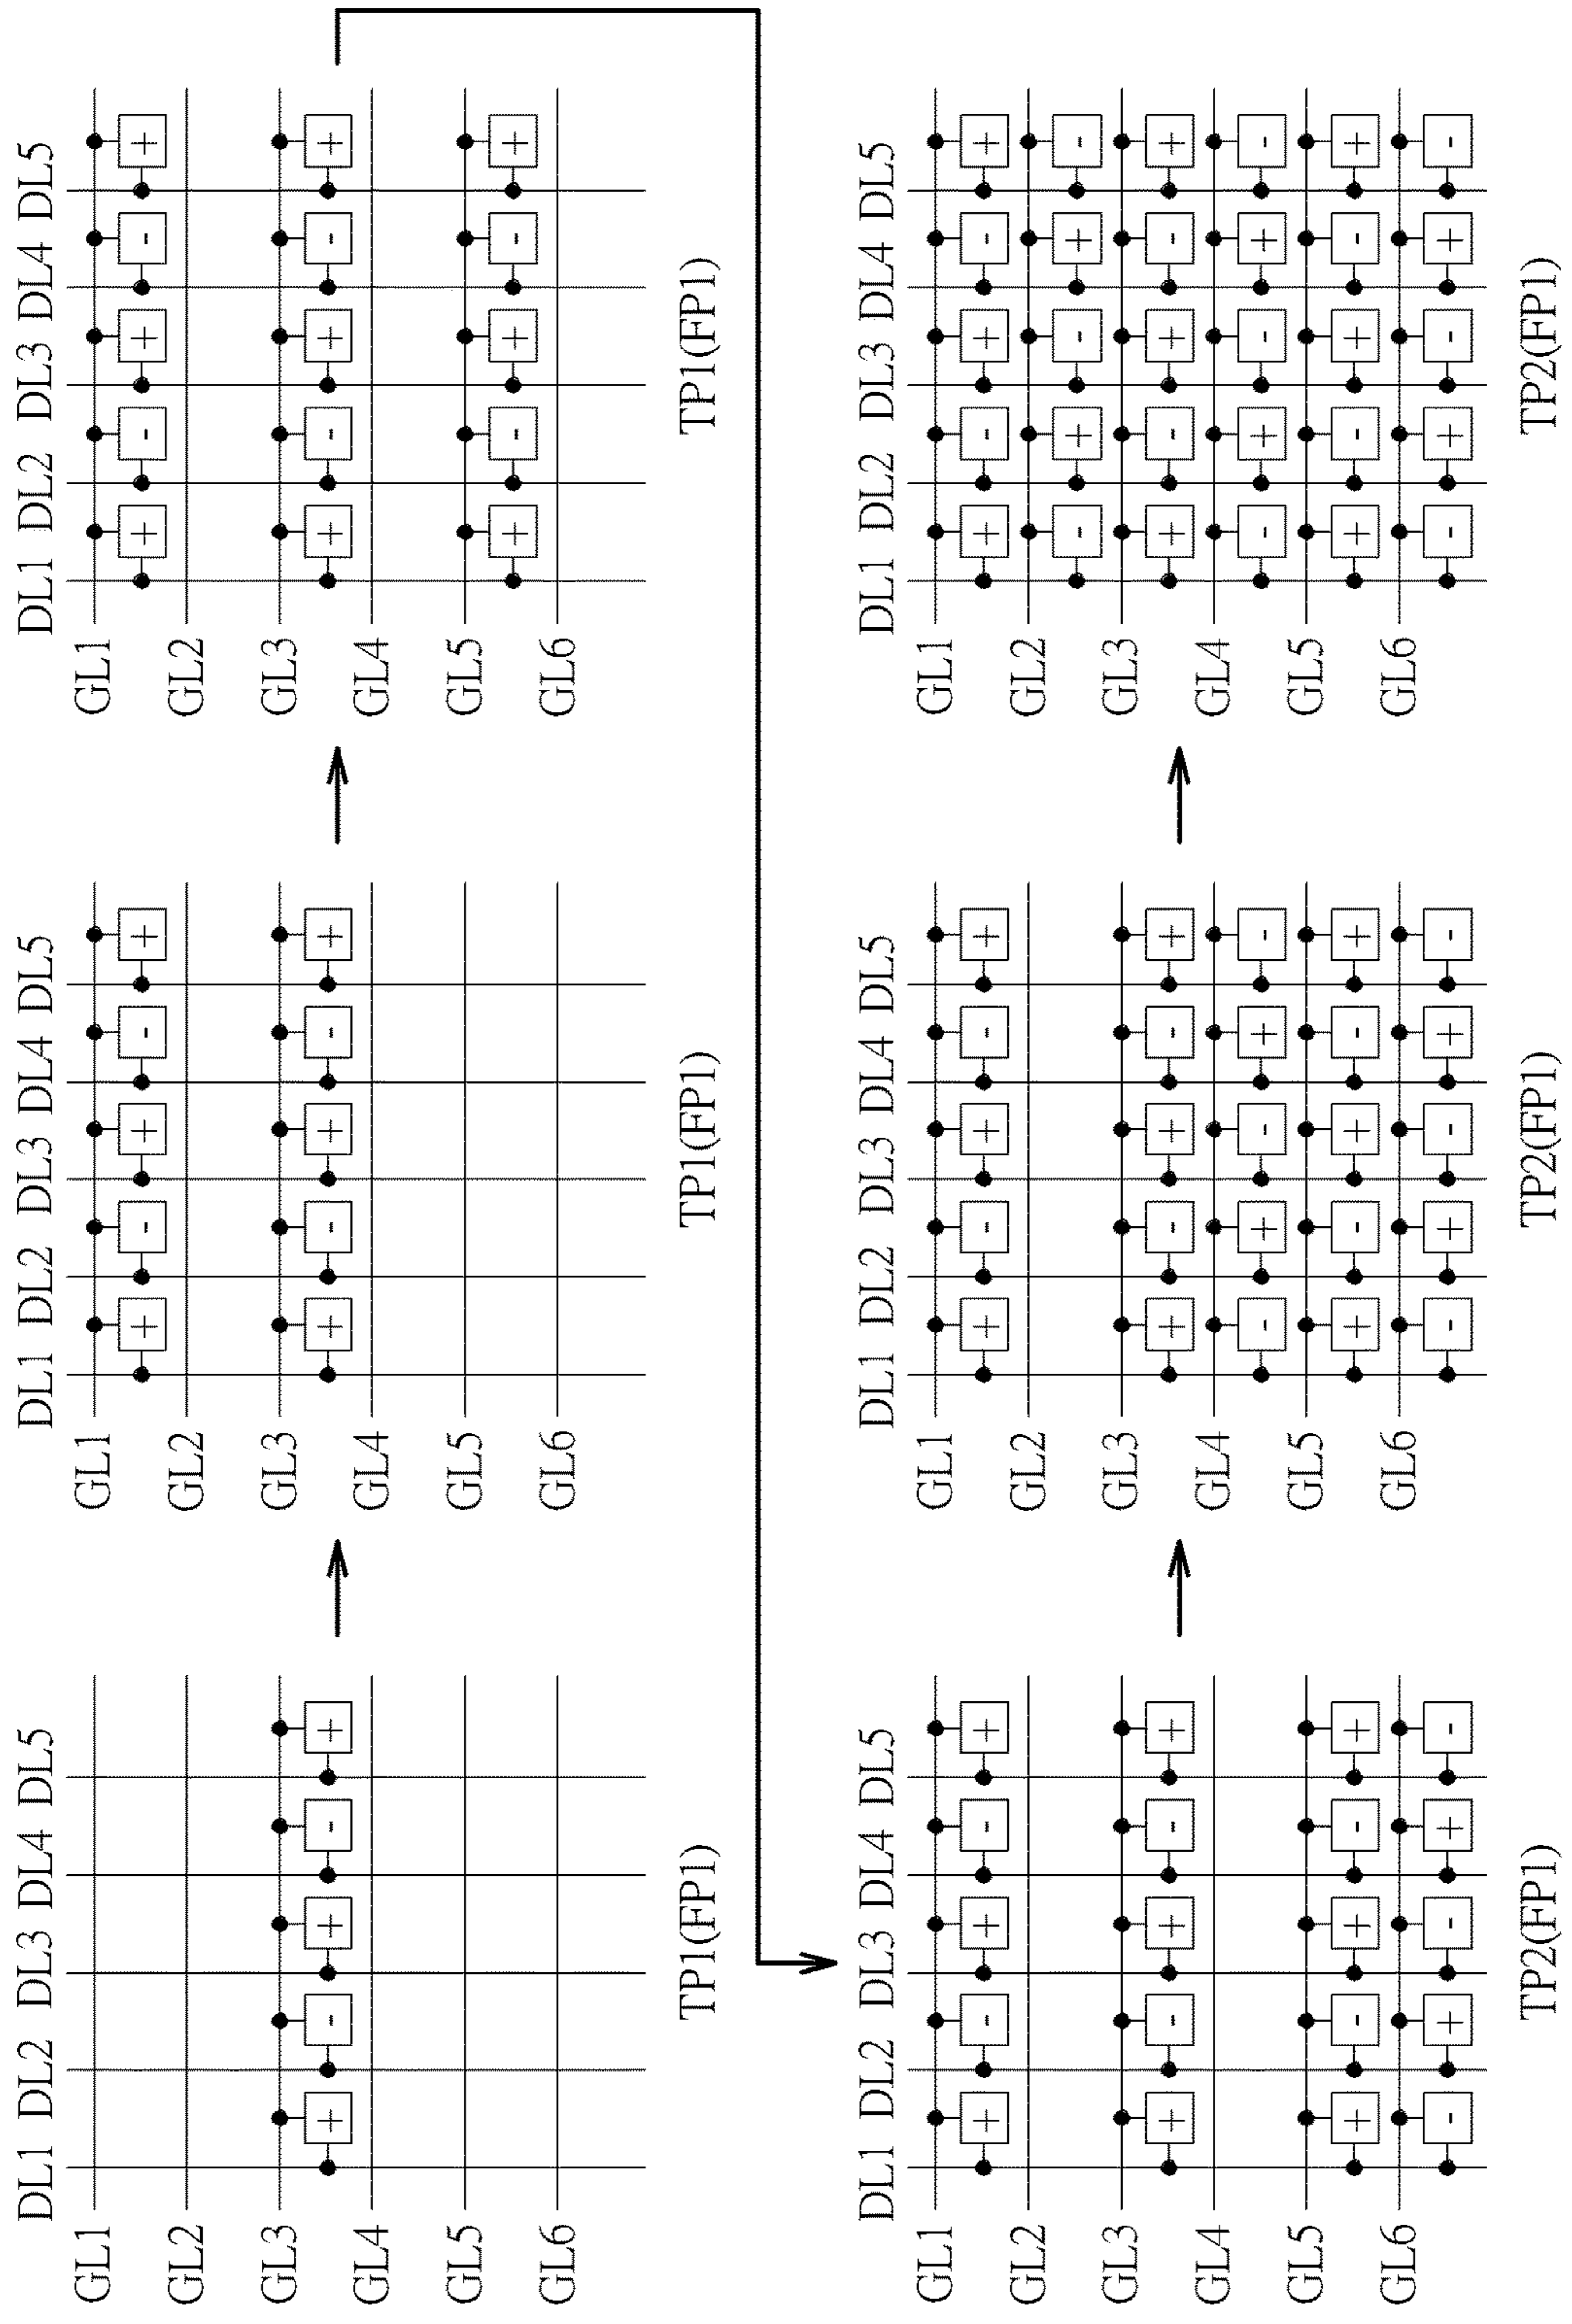 DL1 DL2 DL3 DL4 DL5
GL1
GL2
GL3 + - + - +
GL4
GL5
GL6
TP1(FP1)
DL1 DL2 DL3 DL4 DL5
GL1 + - + - +
GL2
GL3 + - + - +
GL4
GL5
GL6
TP1(FP1)
DL1 DL2 DL3 DL4 DL5
GL1 + - + - +
GL2
GL3 + - + - +
GL4
GL5 + - + - +
GL6
TP1(FP1)
DL1 DL2 DL3 DL4 DL5
GL1 + - + - +
GL2
GL3 + - + - +
GL4
GL5 + - + - +
GL6 - + - + -
TP2(FP1)
DL1 DL2 DL3 DL4 DL5
GL1 + - + - +
GL2
GL3 + - + - +
GL4 - + - + -
GL5 + - + - +
GL6 - + - + -
TP2(FP1)
DL1 DL2 DL3 DL4 DL5
GL1 + - + - +
GL2 - + - + -
GL3 + - + - +
GL4 - + - + -
GL5 + - + - +
GL6 - + - + -
TP2(FP1)